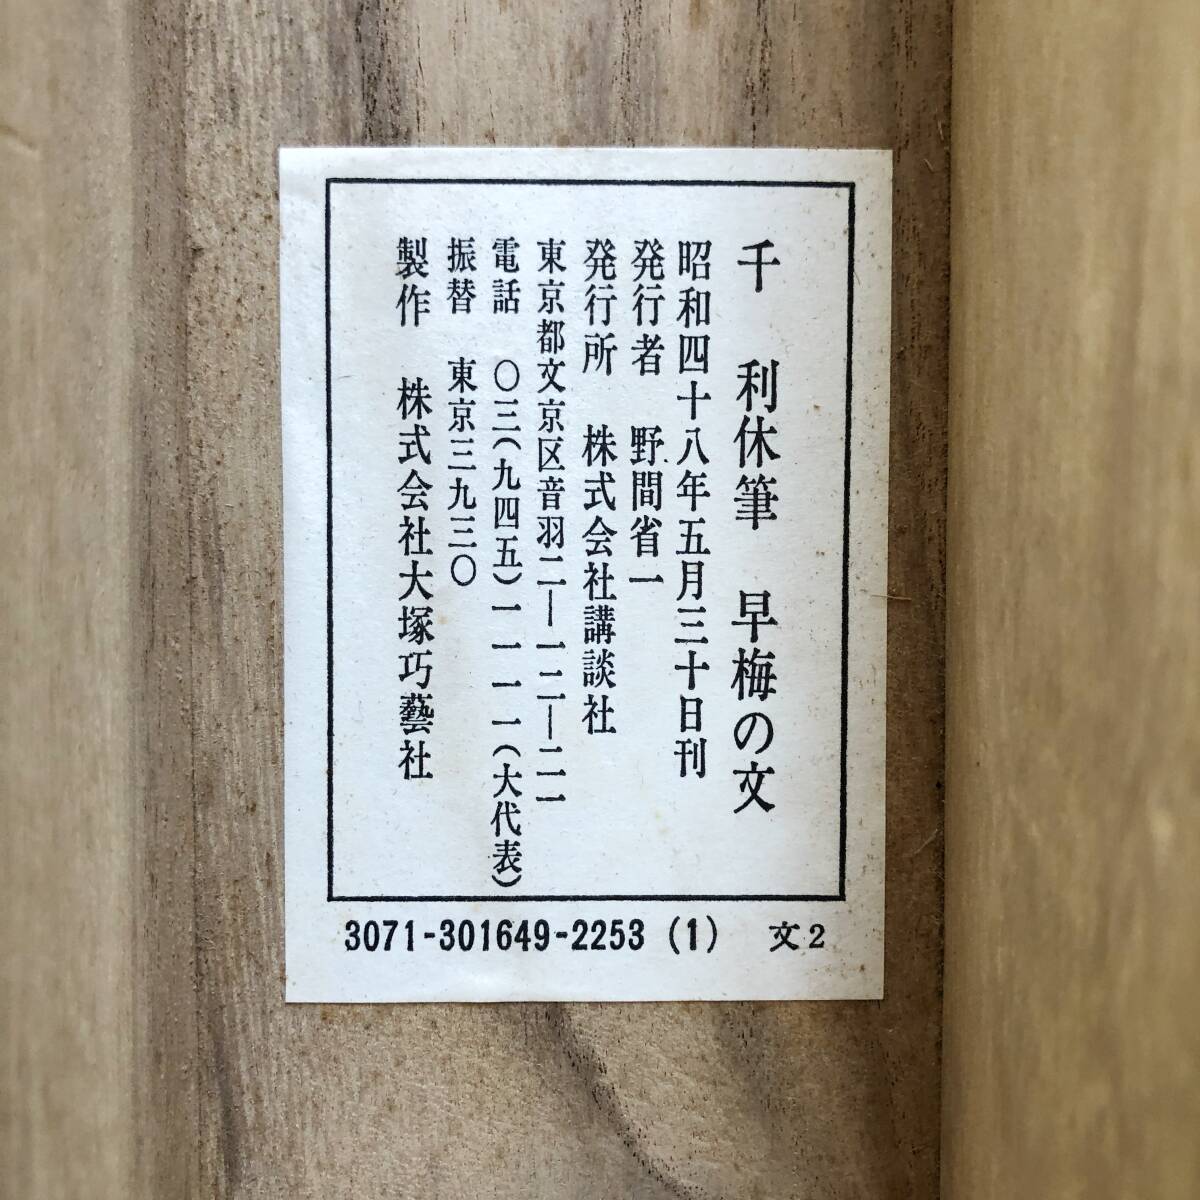 千 利休筆 早梅の文
昭和四十八年五月三十日刊
発行者 野間省一
発行所 株式会社講談社
東京都文京区音羽二―一二―二一
電話 〇三(九四五)一一一一(大代表)
振替 東京三九三〇
製作 株式会社大塚巧藝社
3071-301649-2253 (1) 文2